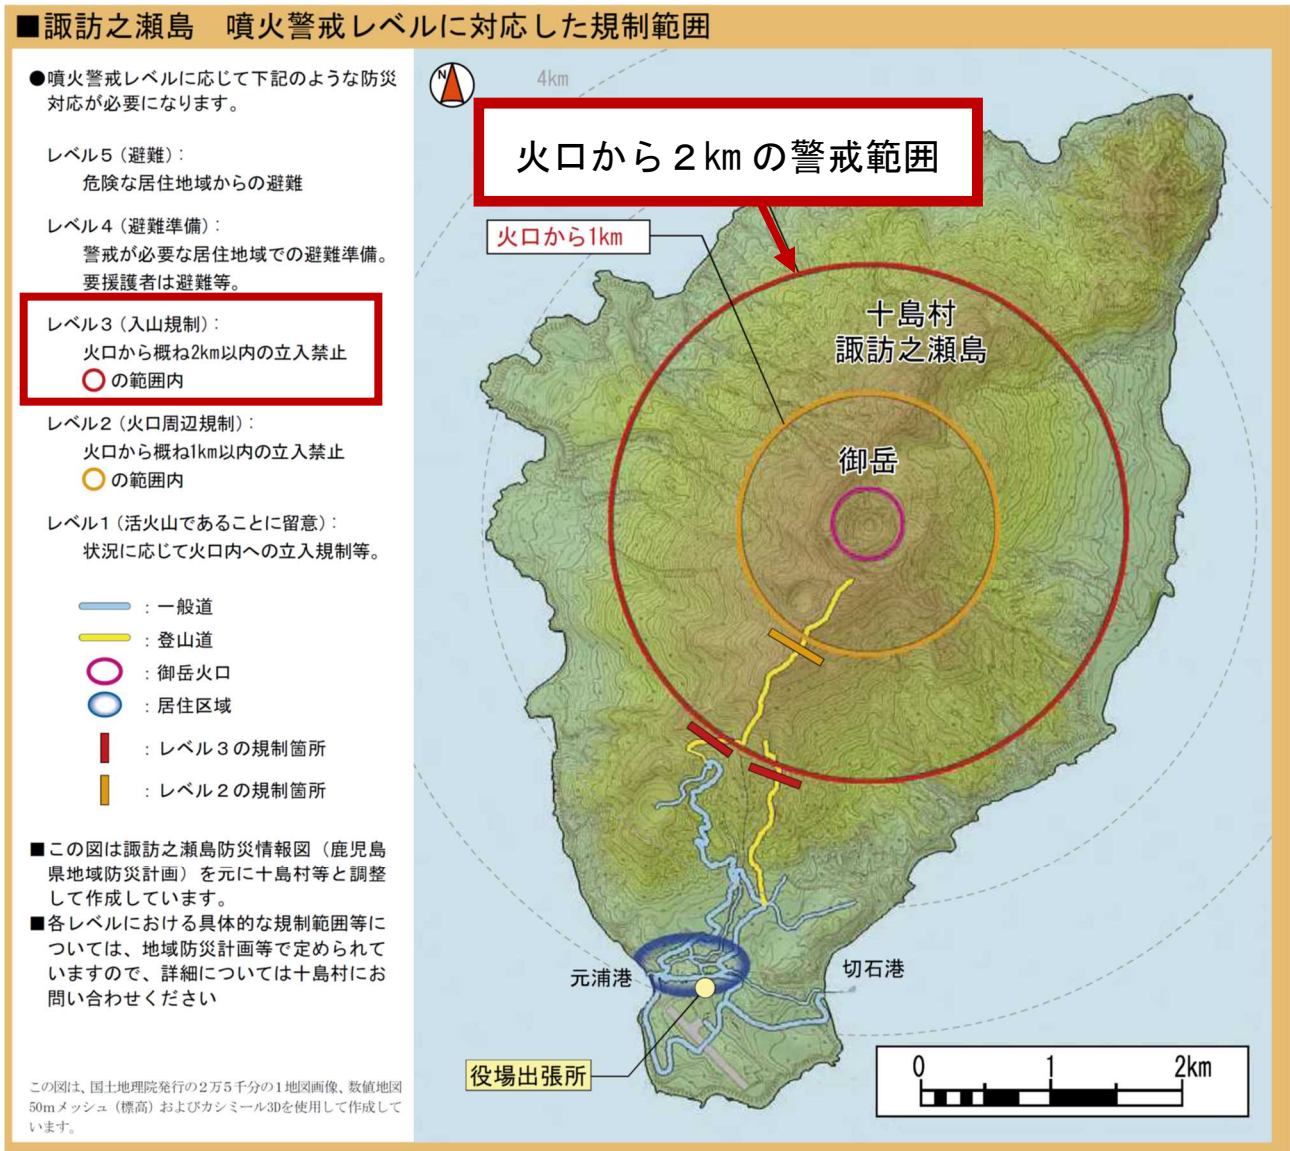 ■諏訪之瀬島　噴火警戒レベルに対応した規制範囲
●噴火警戒レベルに応じて下記のような防災
対応が必要になります。
レベル5（避難）：
危険な居住地域からの避難
レベル4（避難準備）：
警戒が必要な居住地域での避難準備。
要援護者は避難等。
レベル3（入山規制）：
火口から概ね2km以内の立入禁止
の範囲内
レベル2（火口周辺規制）：
火口から概ね1km以内の立入禁止
の範囲内
レベル1（活火山であることに留意）：
状況に応じて火口内への立入規制等。
：一般道
：登山道
：御岳火口
：居住区域
：レベル3の規制箇所
：レベル2の規制箇所
■この図は諏訪之瀬島防災情報図（鹿児島
県地域防災計画）を元に十島村等と調整
して作成しています。
■各レベルにおける具体的な規制範囲等に
ついては、地域防災計画等で定められて
いますので、詳細については十島村にお
問い合わせください
この図は、国土地理院発行の2万5千分の1地図画像、数値地図
50mメッシュ（標高）およびカシミール3Dを使用して作成して
います。
N
4km
火口から2kmの警戒範囲
火口から1km
十島村
諏訪之瀬島
御岳
元浦港
切石港
役場出張所
0 1 2km